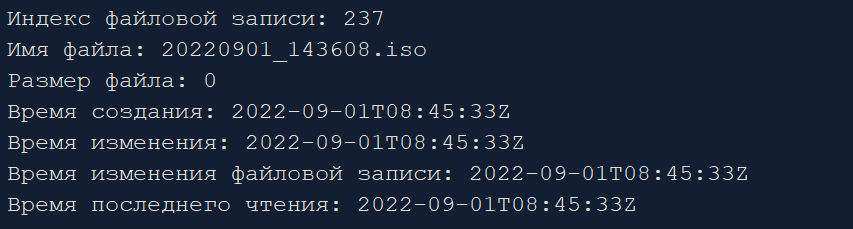 Индекс файловой записи: 237
Имя файла: 20220901_143608.iso
Размер файла: 0
Время создания: 2022-09-01T08:45:33Z
Время изменения: 2022-09-01T08:45:33Z
Время изменения файловой записи: 2022-09-01T08:45:33Z
Время последнего чтения: 2022-09-01T08:45:33Z